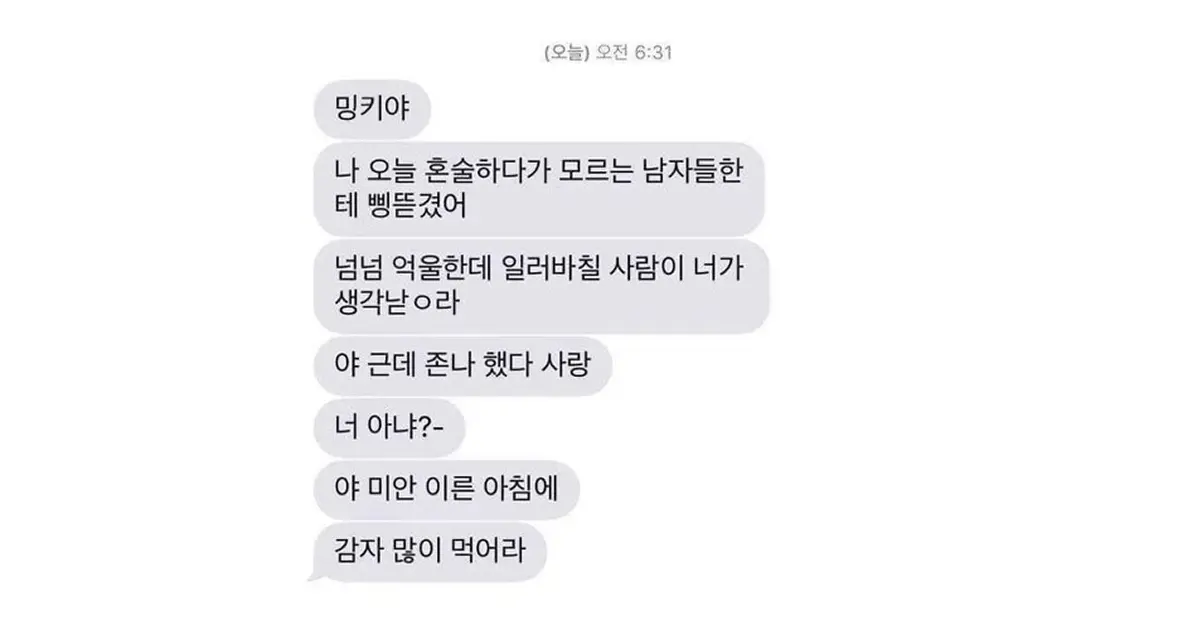 (오늘) 오전 6:31
밍키야
나 오늘 혼술하다가 모르는 남자들한
테 삥뜯겼어
넘넘 억울한데 일러바칠 사람이 너가
생각낟ㅇ라
야 근데 존나 했다 사랑
너 아냐?-
야 미안 이른 아침에
감자 많이 먹어라